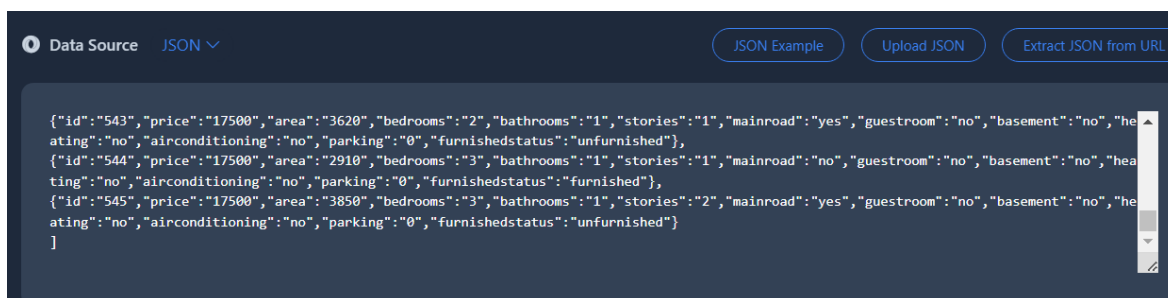 Data Source JSON JSON Example Upload JSON Extract JSON from URL
{"id":"543","price":"17500","area":"3620","bedrooms":"2","bathrooms":"1","stories":"1","mainroad":"yes","guestroom":"no","basement":"no","he
ating":"no","airconditioning":"no","parking":"0","furnishedstatus":"unfurnished"},
{"id":"544","price":"17500","area":"2910","bedrooms":"3","bathrooms":"1","stories":"1","mainroad":"no","guestroom":"no","basement":"no","hea
ting":"no","airconditioning":"no","parking":"0","furnishedstatus":"furnished"},
{"id":"545","price":"17500","area":"3850","bedrooms":"3","bathrooms":"1","stories":"2","mainroad":"yes","guestroom":"no","basement":"no","he
ating":"no","airconditioning":"no","parking":"0","furnishedstatus":"unfurnished"}
]